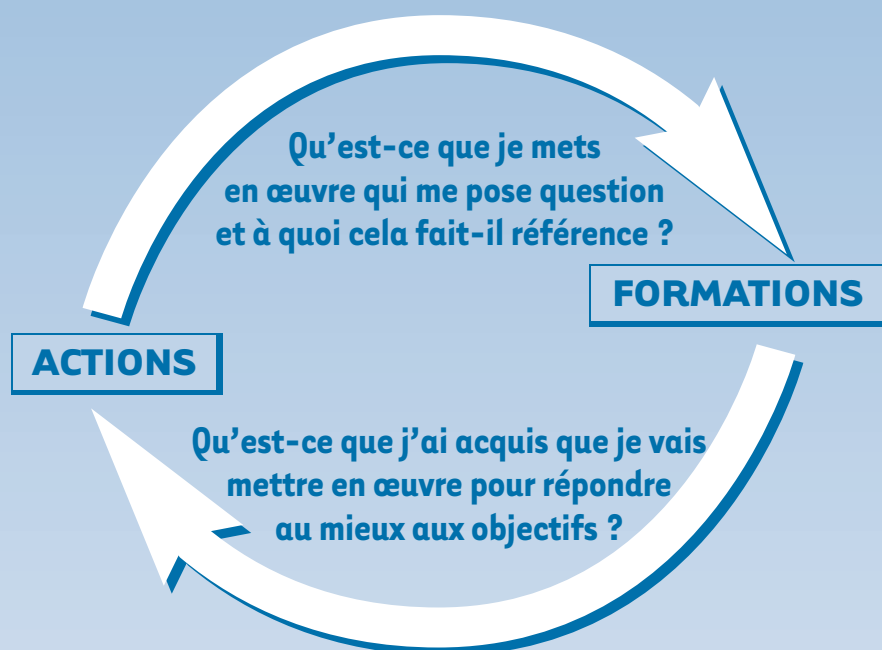 Qu’est-ce que je mets
en œuvre qui me pose question
et à quoi cela fait-il référence ?
FORMATIONS
ACTIONS
Qu’est-ce que j’ai acquis que je vais
mettre en œuvre pour répondre
au mieux aux objectifs ?